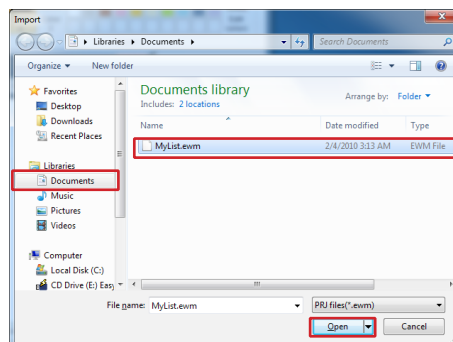 Import
Libraries ▸ Documents ▸
Search Documents
Organize ▾ New folder
Favorites
Desktop
Downloads
Recent Places
Libraries
Documents
Music
Pictures
Videos
Computer
Local Disk (C:)
CD Drive (E:) Easy
Documents library
Includes: 2 locations
Arrange by: Folder ▾
Name Date modified Type
MyList.ewm 2/4/2010 3:13 AM EWM File
File name: MyList.ewm PRJ files(*.ewm)
Open Cancel